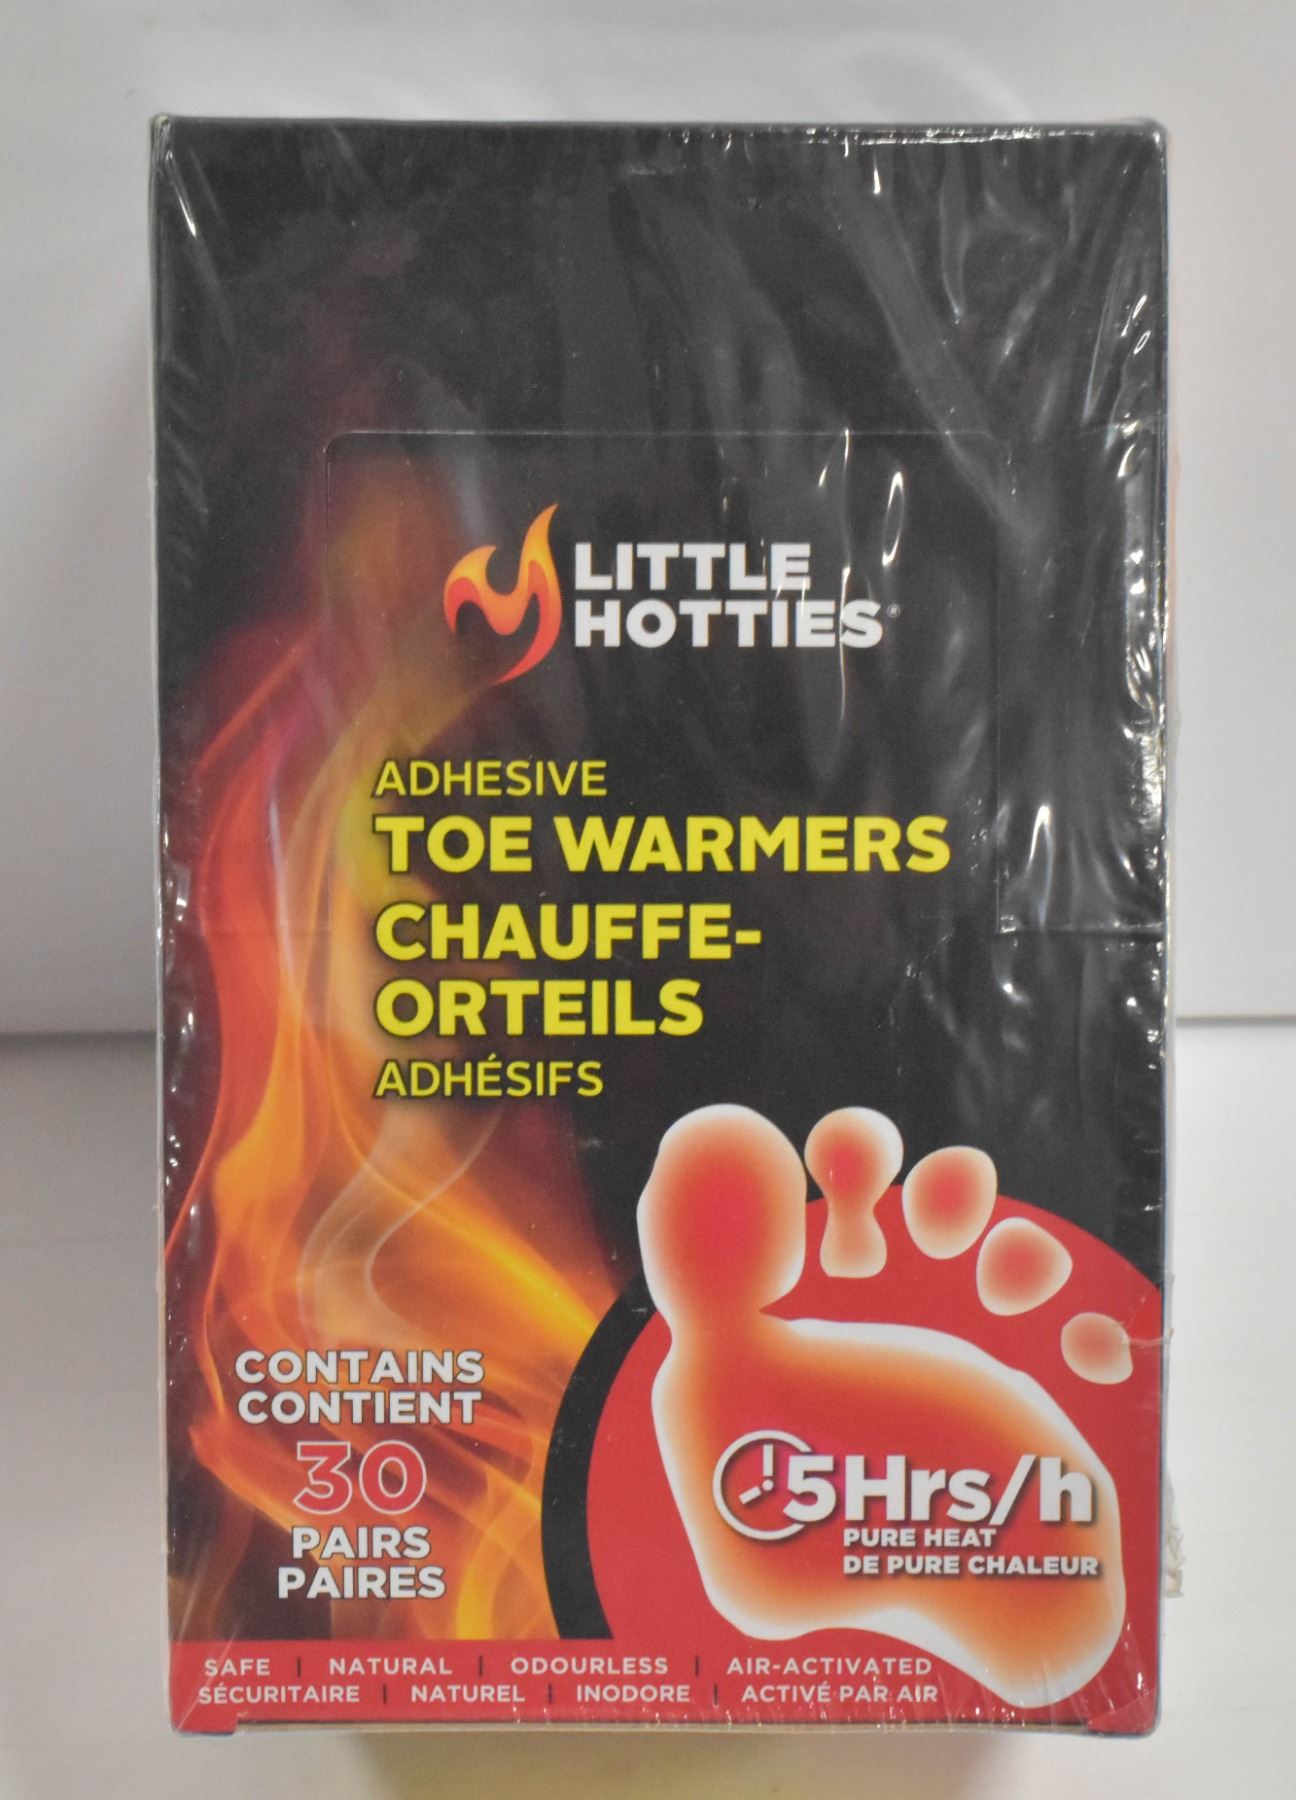 LITTLE
HOTTIES®
ADHESIVE
TOE WARMERS
CHAUFFE-
ORTEILS
ADHÉSIFS
CONTAINS
CONTIENT
30
PAIRS
PAIRES
5Hrs/h
PURE HEAT
DE PURE CHALEUR
SAFE | NATURAL | ODOURLESS | AIR-ACTIVATED
SÉCURITAIRE | NATUREL | INODORE | ACTIVÉ PAR AIR